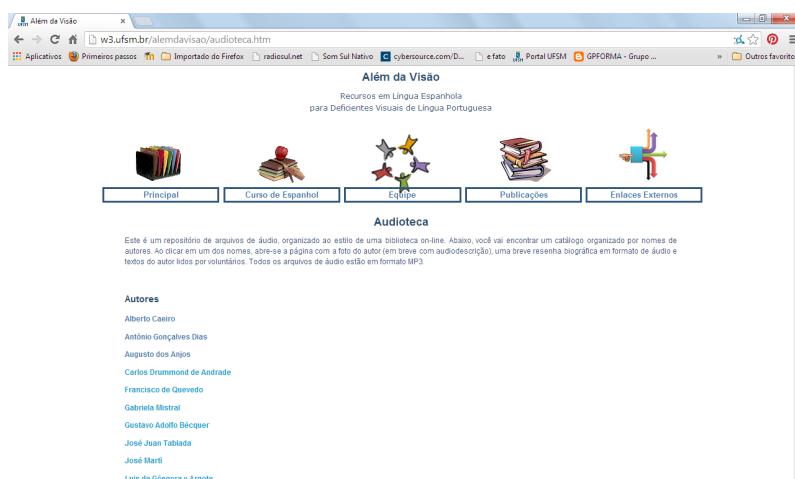 Além da Visão
w3.ufsm.br/alemdavisao/audioteca.htm
Aplicativos Primeiros passos Importado do Firefox radiosul.net Som Sul Nativo cybersource.com/D... e fato Portal UFSM GPFORMA - Grupo ... » Outros favorito
Além da Visão
Recursos em Língua Espanhola
para Deficientes Visuais de Língua Portuguesa
Principal Curso de Espanhol Equipe Publicações Enlaces Externos
Audioteca
Este é um repositório de arquivos de áudio, organizado ao estilo de uma biblioteca on-line. Abaixo, você vai encontrar um catálogo organizado por nomes de
autores. Ao clicar em um dos nomes, abre-se a página com a foto do autor (em breve com audiodescrição), uma breve resenha biográfica em formato de áudio e
textos do autor lidos por voluntários. Todos os arquivos de áudio estão em formato MP3.
Autores
Alberto Caeiro
Antônio Gonçalves Dias
Augusto dos Anjos
Carlos Drummond de Andrade
Francisco de Quevedo
Gabriela Mistral
Gustavo Adolfo Bécquer
José Juan Tablada
José Martí
Luis de Góngora y Argote